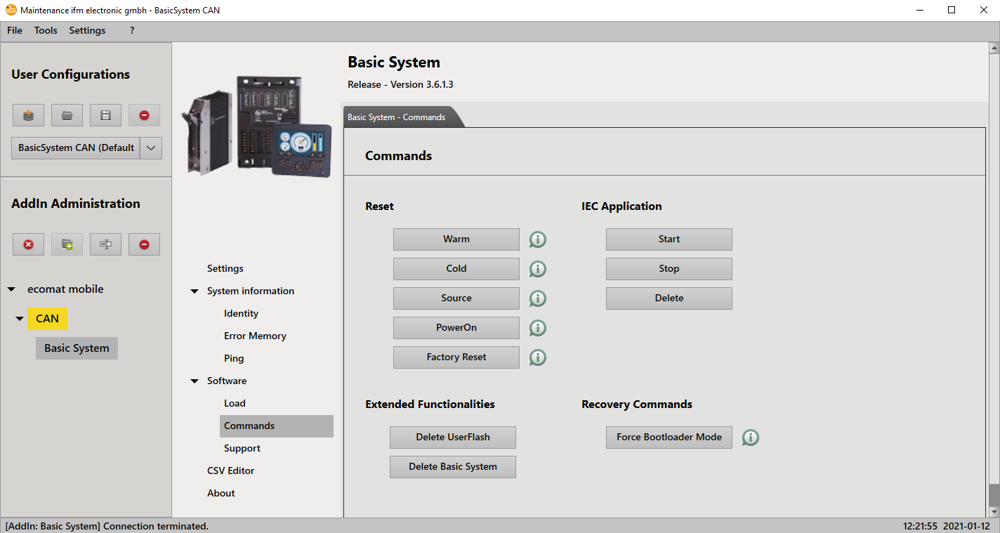 Maintenance ifm electronic gmbh - BasicSystem CAN
File Tools Settings ?
User Configurations
BasicSystem CAN (Default
AddIn Administration
ecomat mobile
CAN
Basic System
Settings
System information
Identity
Error Memory
Ping
Software
Load
Commands
Support
CSV Editor
About
Basic System
Release - Version 3.6.1.3
Basic System - Commands
Commands
Reset
Warm
Cold
Source
PowerOn
Factory Reset
IEC Application
Start
Stop
Delete
Extended Functionalities
Delete UserFlash
Delete Basic System
Recovery Commands
Force Bootloader Mode
[AddIn: Basic System] Connection terminated.
12:21:55 2021-01-12